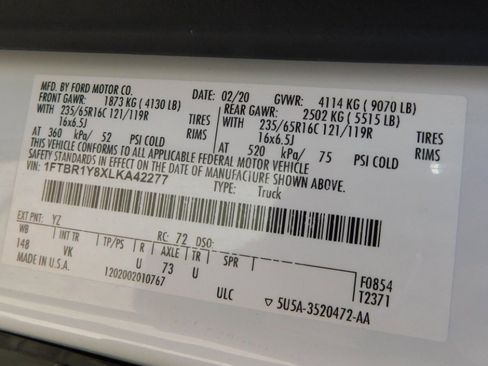 MFD. BY FORD MOTOR CO.
DATE: 02/20 GVWR: 4114 KG ( 9070 LB)
FRONT GAWR: 1873 KG ( 4130 LB) REAR GAWR: 2502 KG ( 5515 LB)
WITH 235/65R16C 121/119R TIRES WITH 235/65R16C 121/119R TIRES
16x6.5J RIMS 16x6.5J RIMS
AT 360 kPa/ 52 PSI COLD AT 520 kPa/ 75 PSI COLD
THIS VEHICLE CONFORMS TO ALL APPLICABLE FEDERAL MOTOR VEHICLE
SAFETY STANDARD IN EFFECT ON THE DATE OF MANUFACTURE SHOWN ABOVE.
VIN: 1FTBR1Y8XLKA42277
TYPE: Truck
EXT PNT: YZ RC: 72 DSO:
WB INT TR TP/PS R AXLE TR SPR
148 VK U 73 U
F0854
T2371
MADE IN U.S.A. 1202002010767
ULC ▽ 5U5A-3520472-AA